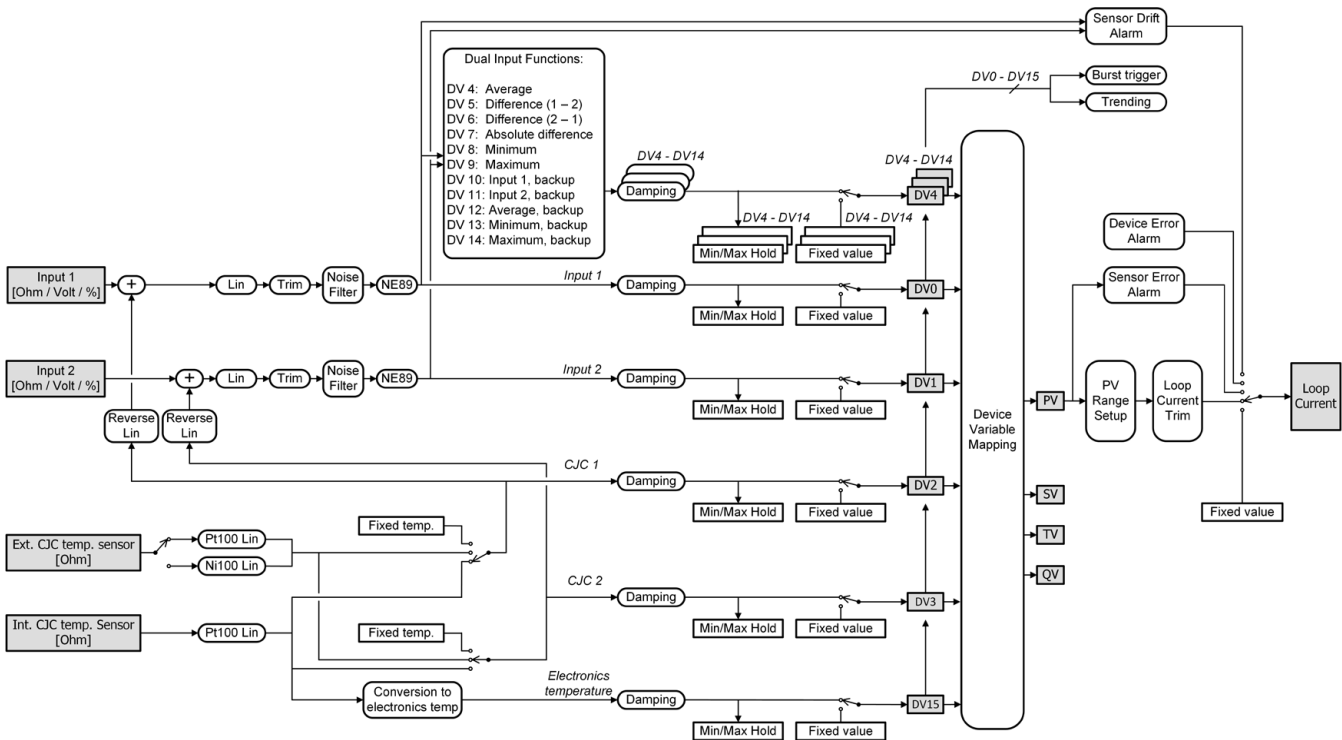 Sensor Drift
Alarm
Dual Input Functions:
DV 4: Average
DV 5: Difference (1 – 2)
DV 6: Difference (2 – 1)
DV 7: Absolute difference
DV 8: Minimum
DV 9: Maximum
DV 10: Input 1, backup
DV 11: Input 2, backup
DV 12: Average, backup
DV 13: Minimum, backup
DV 14: Maximum, backup
DV0 - DV15
Burst trigger
Trending
DV4 - DV14
Damping
DV4 - DV14
DV4
DV4 - DV14
Min/Max Hold
DV4 - DV14
Fixed value
Device Error
Alarm
Input 1
[Ohm / Volt / %]
+
Lin
Trim
Noise
Filter
NE89
Input 1
Damping
Min/Max Hold
Fixed value
DV0
Sensor Error
Alarm
Input 2
[Ohm / Volt / %]
+
Lin
Trim
Noise
Filter
NE89
Input 2
Damping
Min/Max Hold
Fixed value
DV1
Device
Variable
Mapping
PV
PV
Range
Setup
Loop
Current
Trim
Loop
Current
Reverse
Lin
Reverse
Lin
CJC 1
Damping
Min/Max Hold
Fixed value
DV2
SV
TV
QV
Fixed value
Ext. CJC temp. sensor
[Ohm]
Pt100 Lin
Ni100 Lin
Fixed temp.
CJC 2
Damping
Min/Max Hold
Fixed value
DV3
Int. CJC temp. Sensor
[Ohm]
Pt100 Lin
Fixed temp.
Conversion to
electronics temp
Electronics
temperature
Damping
Min/Max Hold
Fixed value
DV15